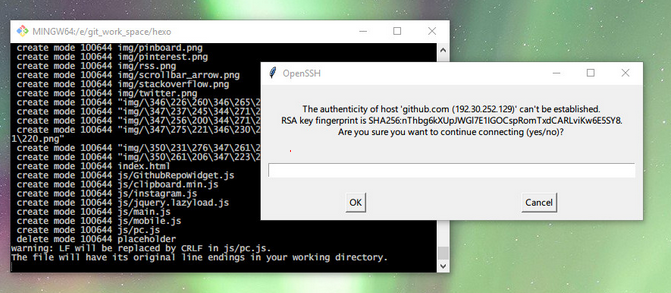 MINGW64:/e/git_work_space/hexo
create mode 100644 img/pinboard.png
create mode 100644 img/pinterest.png
create mode 100644 img/rss.png
create mode 100644 img/scrollbar_arrow.png
create mode 100644 img/stackoverflow.png
create mode 100644 img/twitter.png
create mode 100644 "img/\346\226\260\346\265\2
create mode 100644 "img/\347\237\245\344\271
create mode 100644 "img/\347\256\200\344\271
create mode 100644 "img/\347\275\221\346\230
1\220.png"
create mode 100644 "img/\350\231\276\347\261
create mode 100644 "img/\350\261\206\347\223
create mode 100644 index.html
create mode 100644 js/GithubRepoWidget.js
create mode 100644 js/clipboard.min.js
create mode 100644 js/instagram.js
create mode 100644 js/jquery.lazyload.js
create mode 100644 js/main.js
create mode 100644 js/mobile.js
create mode 100644 js/pc.js
delete mode 100644 placeholder
warning: LF will be replaced by CRLF in js/pc.js.
The file will have its original line endings in your working directory.
OpenSSH
The authenticity of host 'github.com (192.30.252.129)' can't be established.
RSA key fingerprint is SHA256:nThbg6kXUpJWGl7E1IGOCspRomTxdCARLviKw6E5SY8.
Are you sure you want to continue connecting (yes/no)?
OK
Cancel